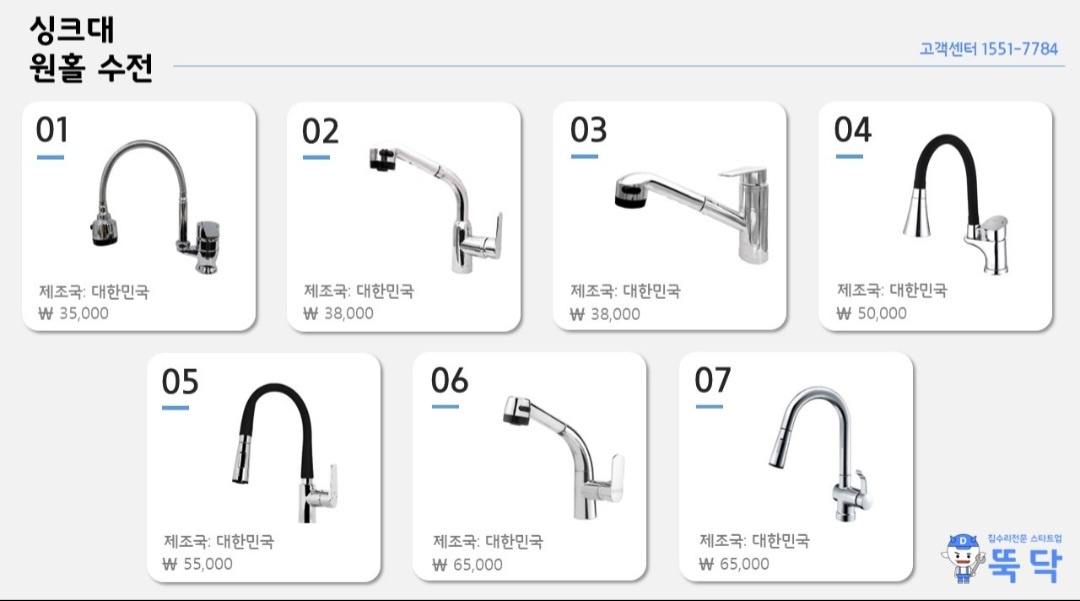 싱크대
원홀 수전
고객센터 1551-7784
01
제조국: 대한민국
₩ 35,000
02
제조국: 대한민국
₩ 38,000
03
제조국: 대한민국
₩ 38,000
04
제조국: 대한민국
₩ 50,000
05
제조국: 대한민국
₩ 55,000
06
제조국: 대한민국
₩ 65,000
07
제조국: 대한민국
₩ 65,000
D
집수리전문 스타트업
뚝닥